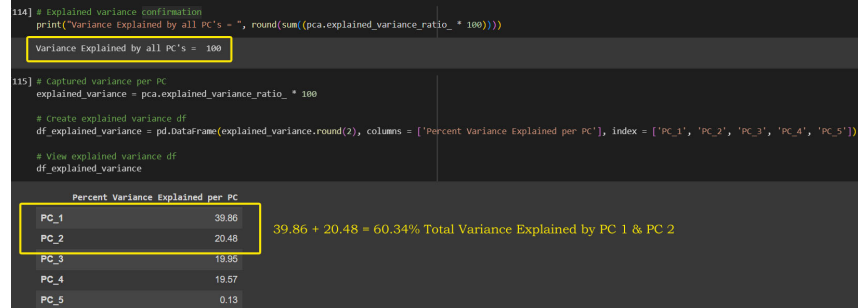 114] # Explained variance confirmation
print("Variance Explained by all PC's = ", round(sum((pca.explained_variance_ratio_ * 100))))
Variance Explained by all PC's =  100
115] # Captured variance per PC
explained_variance = pca.explained_variance_ratio_ * 100
# Create explained variance df
df_explained_variance = pd.DataFrame(explained_variance.round(2), columns = ['Percent Variance Explained per PC'], index = ['PC_1', 'PC_2', 'PC_3', 'PC_4', 'PC_5'])
# View explained variance df
df_explained_variance
Percent Variance Explained per PC
PC_1 39.86
PC_2 20.48
39.86 + 20.48 = 60.34% Total Variance Explained by PC 1 & PC 2
PC_3 19.95
PC_4 19.57
PC_5 0.13